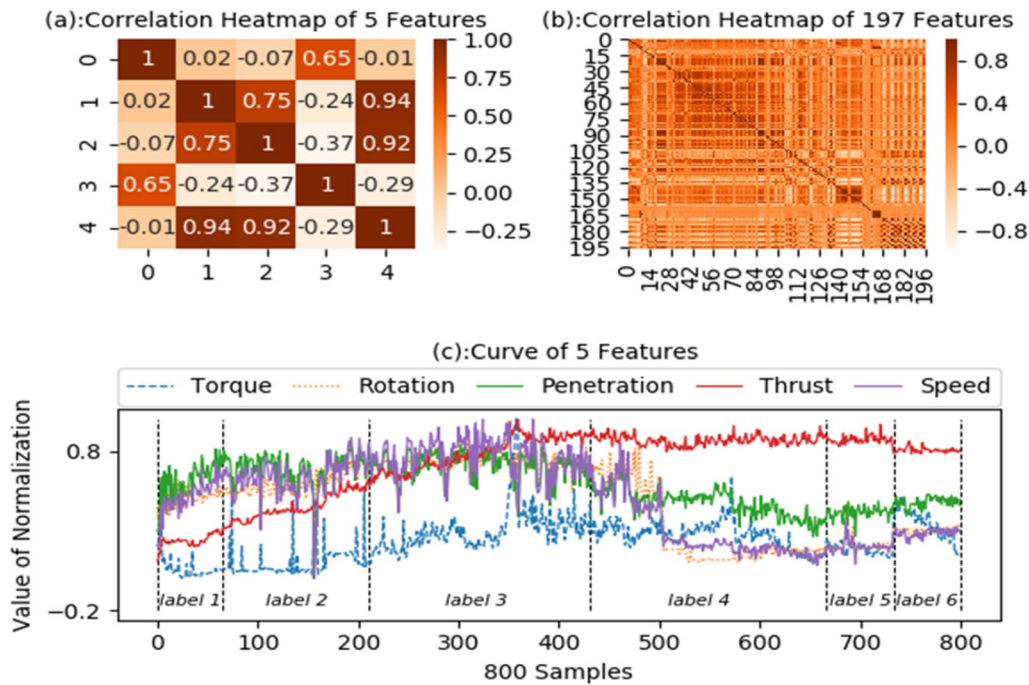 (a):Correlation Heatmap of 5 Features
0 1 0.02 -0.07 0.65 -0.01
1 0.02 1 0.75 -0.24 0.94
2 -0.07 0.75 1 -0.37 0.92
3 0.65 -0.24 -0.37 1 -0.29
4 -0.01 0.94 0.92 -0.29 1
0 1 2 3 4
1.00
0.75
0.50
0.25
0.00
−0.25
(b):Correlation Heatmap of 197 Features
0
15
30
45
60
75
90
105
120
135
150
165
180
195
0 14 28 42 56 70 84 98 112 126 140 154 168 182 196
0.8
0.4
0.0
−0.4
−0.8
(c):Curve of 5 Features
Torque Rotation Penetration Thrust Speed
Value of Normalization
0.8
−0.2
label 1 label 2 label 3 label 4 label 5 label 6
0 100 200 300 400 500 600 700 800
800 Samples